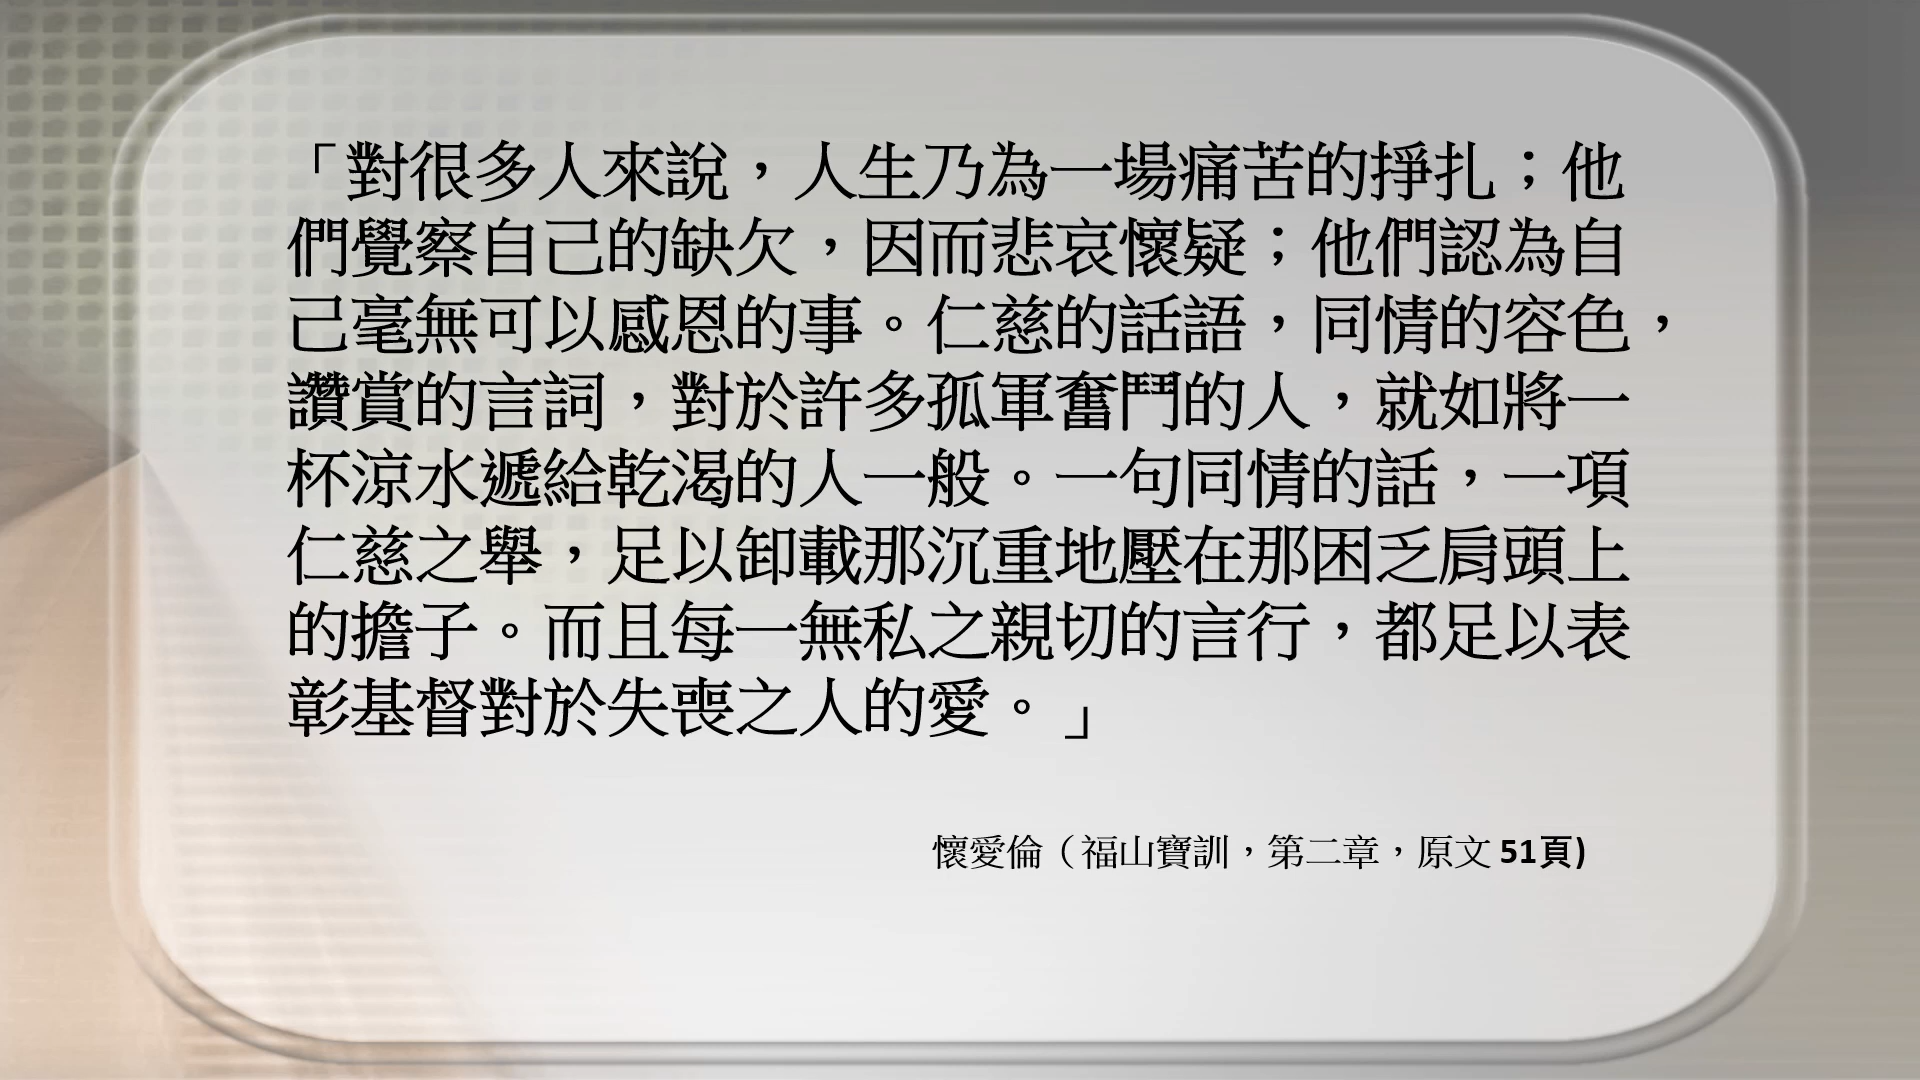 「對很多人來說，人生乃為一場痛苦的掙扎；他
們覺察自己的缺欠，因而悲哀懷疑；他們認為自
己毫無可以感恩的事。仁慈的話語，同情的容色，
讚賞的言詞，對於許多孤軍奮鬥的人，就如將一
杯涼水遞給乾渴的人一般。一句同情的話，一項
仁慈之舉，足以卸載那沉重地壓在那困乏肩頭上
的擔子。而且每一無私之親切的言行，都足以表
彰基督對於失喪之人的愛。」
懷愛倫（福山寶訓，第二章，原文 51頁)